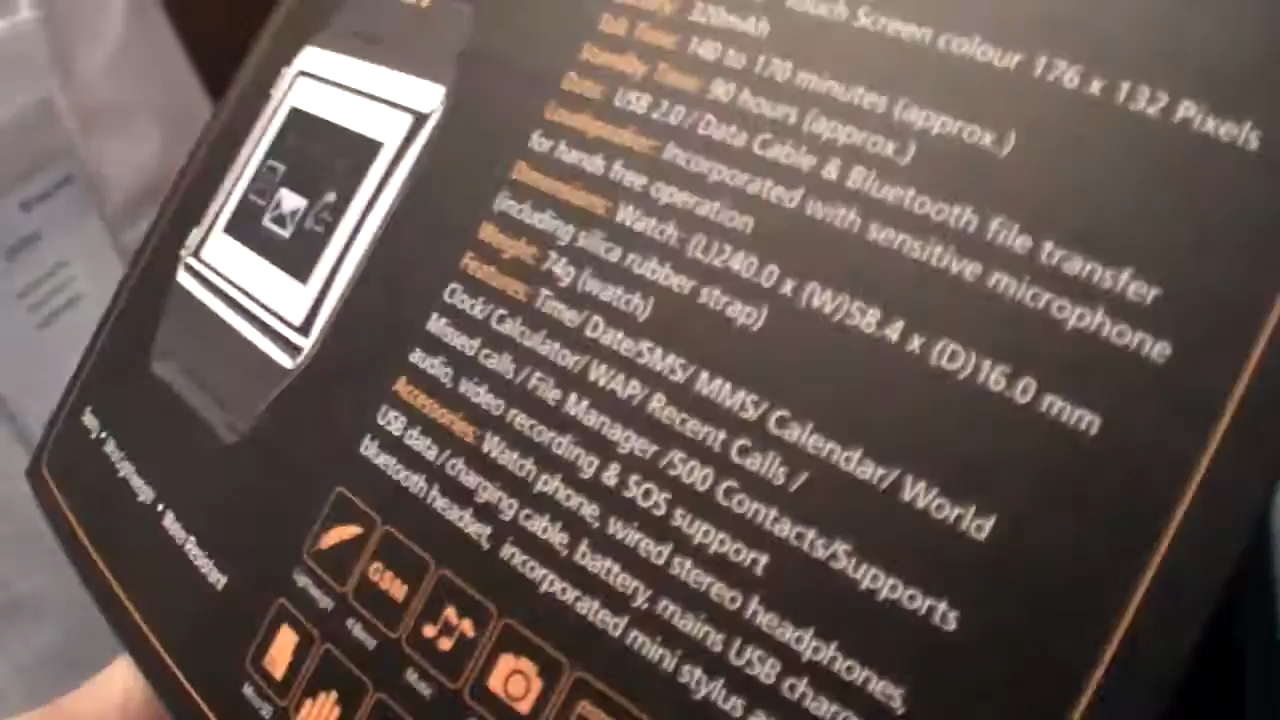 Touch Screen colour 176 x 132 Pixels
320mAh
Talk Time: 140 to 170 minutes (approx.)
Standby Time: 90 hours (approx.)
Data: USB 2.0 / Data Cable & Bluetooth file transfer
Loudspeaker: Incorporated with sensitive microphone
for hands free operation
Dimensions: Watch: (L)240.0 x (W)58.4 x (D)16.0 mm
(including silica rubber strap)
Weight: 74g (watch)
Features: Time/ Date/SMS/ MMS/ Calendar/ World
Clock/ Calculator/ WAP/ Recent Calls /
Missed calls / File Manager /500 Contacts/Supports
audio, video recording & SOS support
Accessories: Watch phone, wired stereo headphones,
USB data / charging cable, battery, mains USB charge
bluetooth headset, incorporated mini stylus
GSM
Music